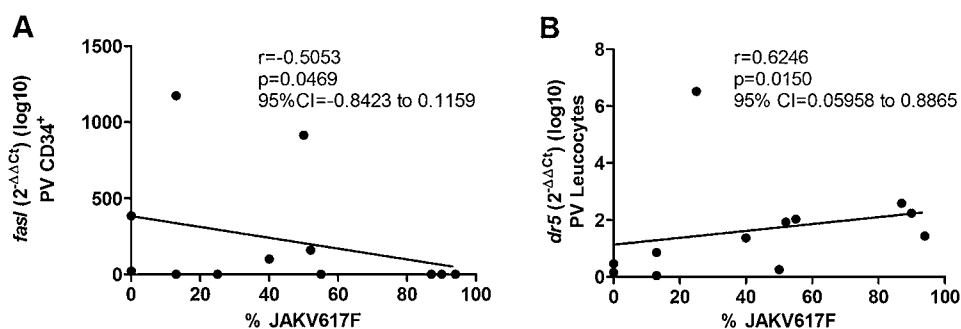 A
fasl (2-ΔΔCt) (log10)
PV CD34+
1500
1000
500
0
r=-0.5053
p=0.0469
95%CI=-0.8423 to 0.1159
0 20 40 60 80 100
% JAKV617F
B
dr5 (2-ΔΔCt) (log10)
PV Leucocytes
8
6
4
2
0
r=0.6246
p=0.0150
95% CI=0.05958 to 0.8865
0 20 40 60 80 100
% JAKV617F